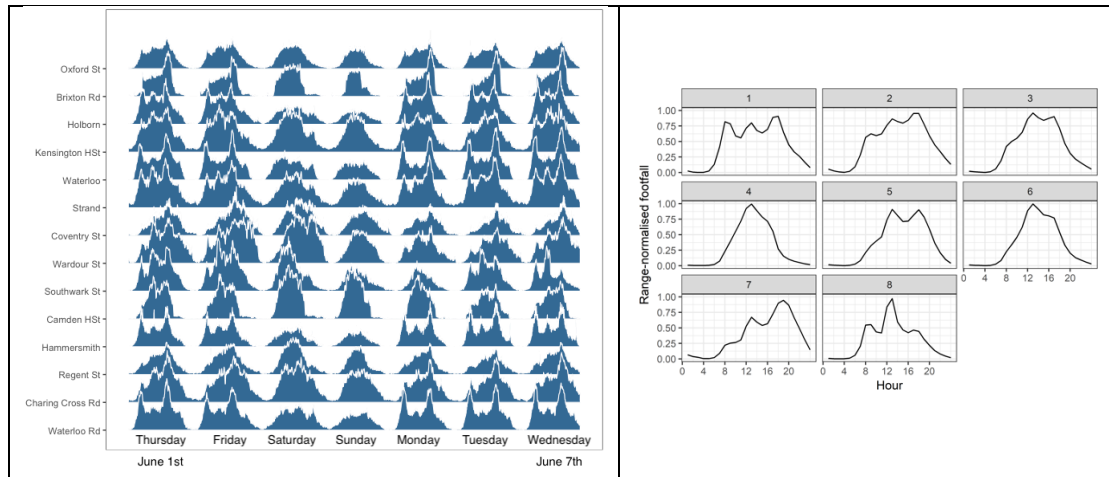 Oxford St
Brixton Rd
Holborn
Kensington HSt
Waterloo
Strand
Coventry St
Wardour St
Southwark St
Camden HSt
Hammersmith
Regent St
Charing Cross Rd
Waterloo Rd
Thursday Friday Saturday Sunday Monday Tuesday Wednesday
June 1st June 7th
Range-normalised footfall
1 2 3
1.00
0.75
0.50
0.25
0.00
4 5 6
1.00
0.75
0.50
0.25
0.00
0 4 8 12 16 20
7 8
1.00
0.75
0.50
0.25
0.00
0 4 8 12 16 20 0 4 8 12 16 20
Hour